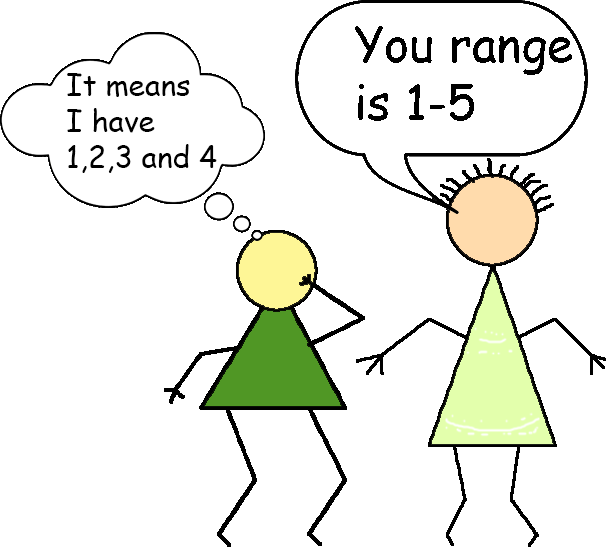 It means
I have
1,2,3 and 4
You range
is 1-5